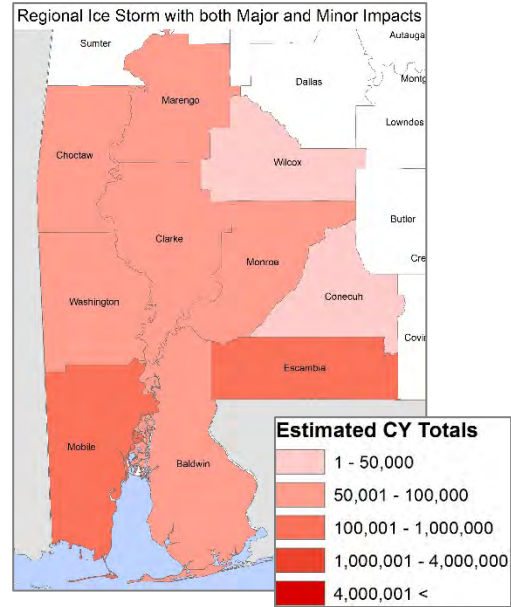 Regional Ice Storm with both Major and Minor Impacts
Sumter
Autauga
Dallas
Montg
Marengo
Lowndes
Choctaw
Wilcox
Butler
Clarke
Monroe
Cre
Washington
Conecuh
Covin
Escambia
Mobile
Baldwin
Estimated CY Totals
1 - 50,000
50,001 - 100,000
100,001 - 1,000,000
1,000,001 - 4,000,000
4,000,001 <